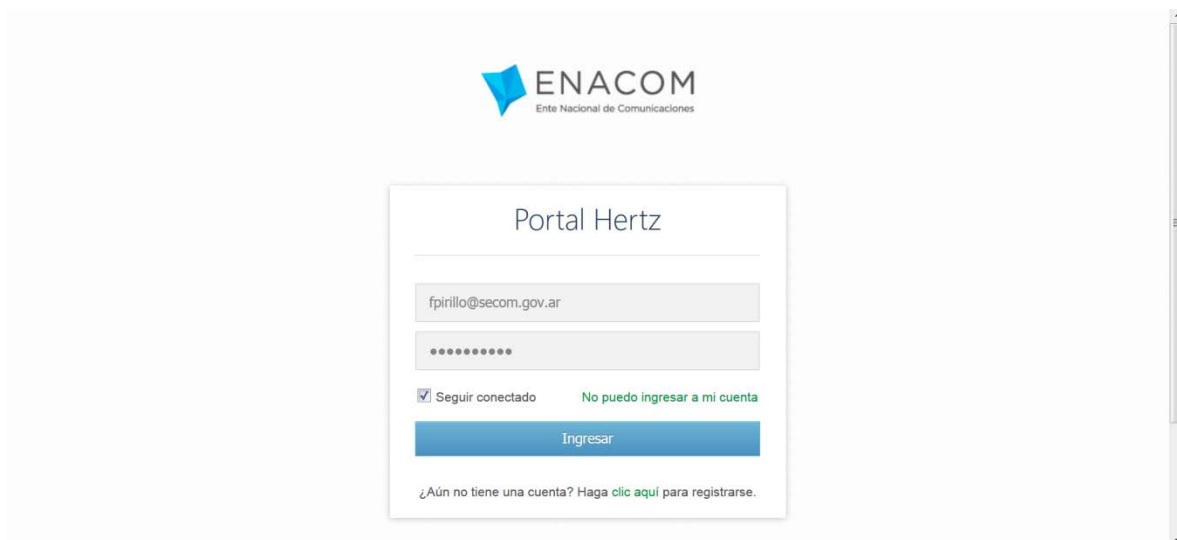 ENACOM
Ente Nacional de Comunicaciones
Portal Hertz
fpirillo@secom.gov.ar
●●●●●●●●●●
Seguir conectado No puedo ingresar a mi cuenta
Ingresar
¿Aún no tiene una cuenta? Haga clic aquí para registrarse.